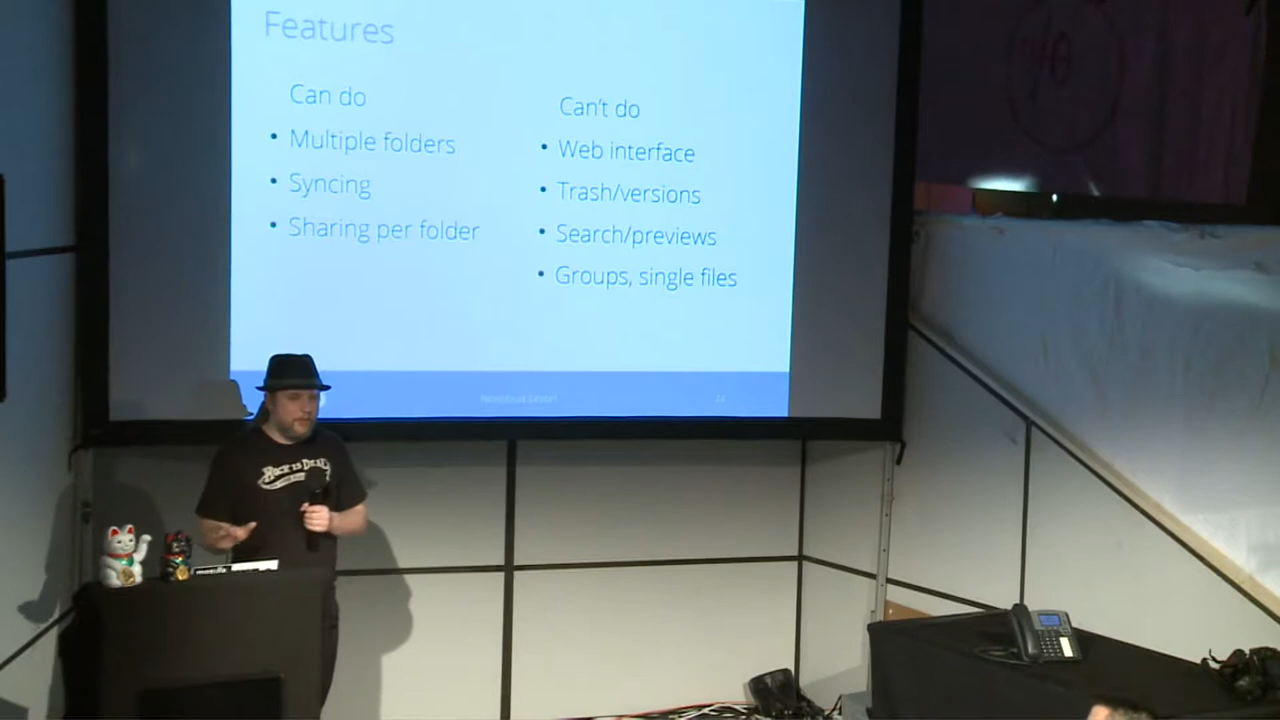 Features
Can do
• Multiple folders
• Syncing
• Sharing per folder
Can't do
• Web interface
• Trash/versions
• Search/previews
• Groups, single files